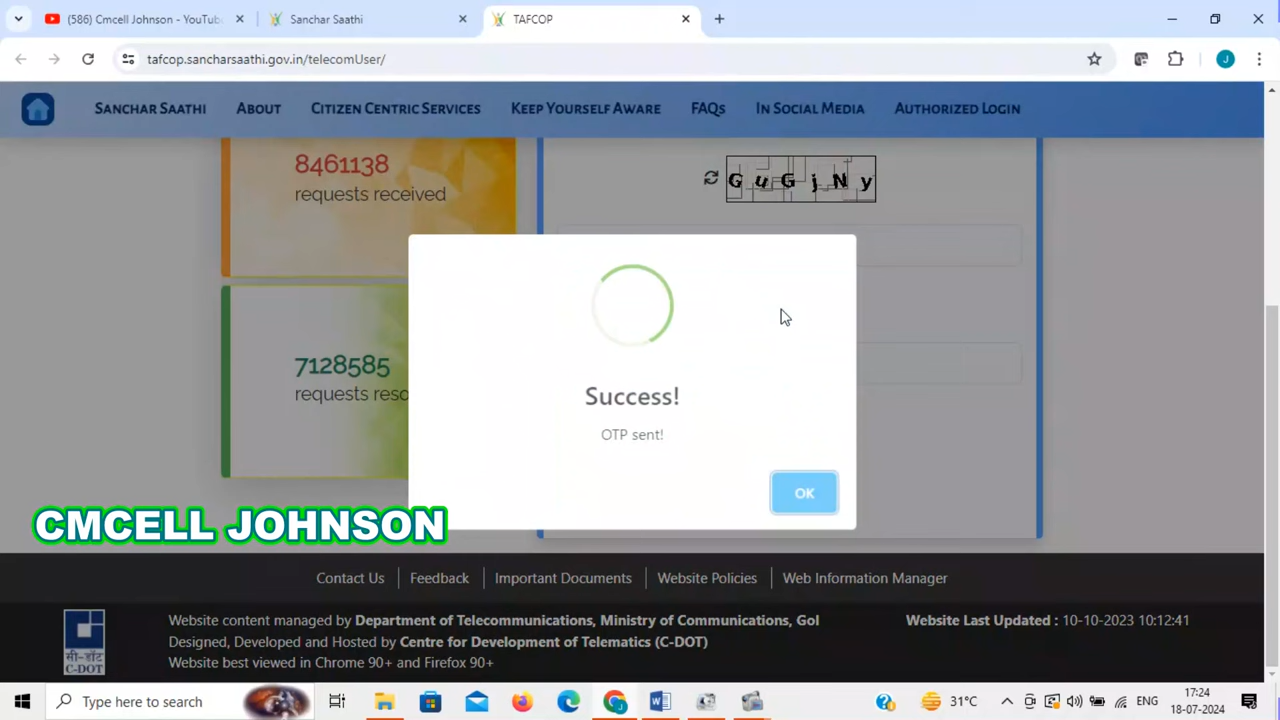 (586) Cmcell Johnson - YouTub
Sanchar Saathi
TAFCOP
tafcop.sancharsaathi.gov.in/telecomUser/
J
SANCHAR SAATHI
ABOUT
CITIZEN CENTRIC SERVICES
KEEP YOURSELF AWARE
FAQs
IN SOCIAL MEDIA
AUTHORIZED LOGIN
8461138
requests received
G u G j N y
7128585
requests reso
Success!
OTP sent!
OK
CMCELL JOHNSON
Contact Us
Feedback
Important Documents
Website Policies
Web Information Manager
सी-डॉट
C-DOT
Website content managed by Department of Telecommunications, Ministry of Communications, GoI
Designed, Developed and Hosted by Centre for Development of Telematics (C-DOT)
Website best viewed in Chrome 90+ and Firefox 90+
Website Last Updated : 10-10-2023 10:12:41
Type here to search
31°C
ENG
17:24
18-07-2024